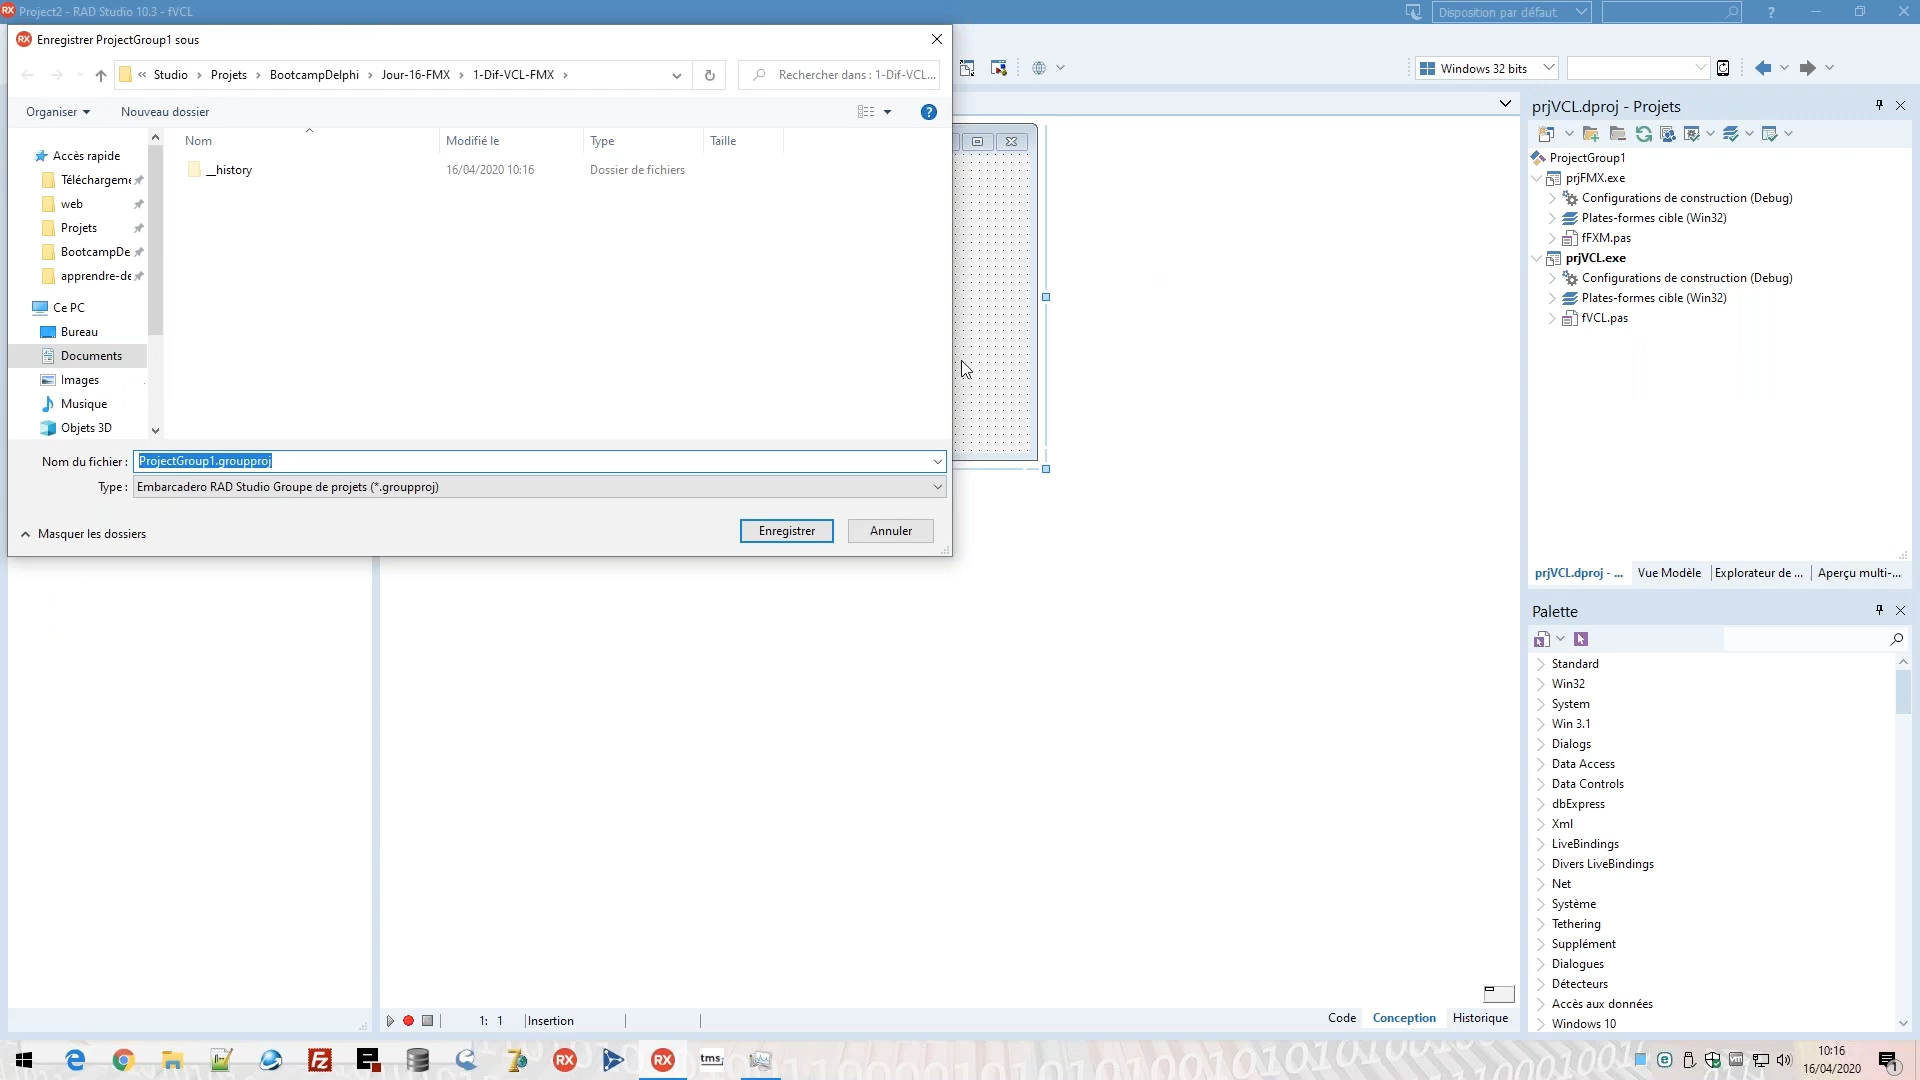 Project2 - RAD Studio 10.3 - fVCL
Disposition par défaut
?
Enregistrer ProjectGroup1 sous
« Studio › Projets › BootcampDelphi › Jour-16-FMX › 1-Dif-VCL-FMX ›
Rechercher dans : 1-Dif-VCL...
Organiser
Nouveau dossier
Nom
Modifié le
Type
Taille
__history
16/04/2020 10:16
Dossier de fichiers
Accès rapide
Téléchargeme
web
Projets
BootcampDe
apprendre-de
Ce PC
Bureau
Documents
Images
Musique
Objets 3D
Nom du fichier :
ProjectGroup1.groupproj
Type :
Embarcadero RAD Studio Groupe de projets (*.groupproj)
Masquer les dossiers
Enregistrer
Annuler
Windows 32 bits
prjVCL.dproj - Projets
ProjectGroup1
prjFMX.exe
Configurations de construction (Debug)
Plates-formes cible (Win32)
fFXM.pas
prjVCL.exe
Configurations de construction (Debug)
Plates-formes cible (Win32)
fVCL.pas
prjVCL.dproj - ...
Vue Modèle
Explorateur de ...
Aperçu multi-...
Palette
Standard
Win32
System
Win 3.1
Dialogs
Data Access
Data Controls
dbExpress
Xml
LiveBindings
Divers LiveBindings
Net
Système
Tethering
Supplément
Dialogues
Détecteurs
Accès aux données
Windows 10
1: 1
Insertion
Code
Conception
Historique
RX
RX
tms
10:16
16/04/2020
1